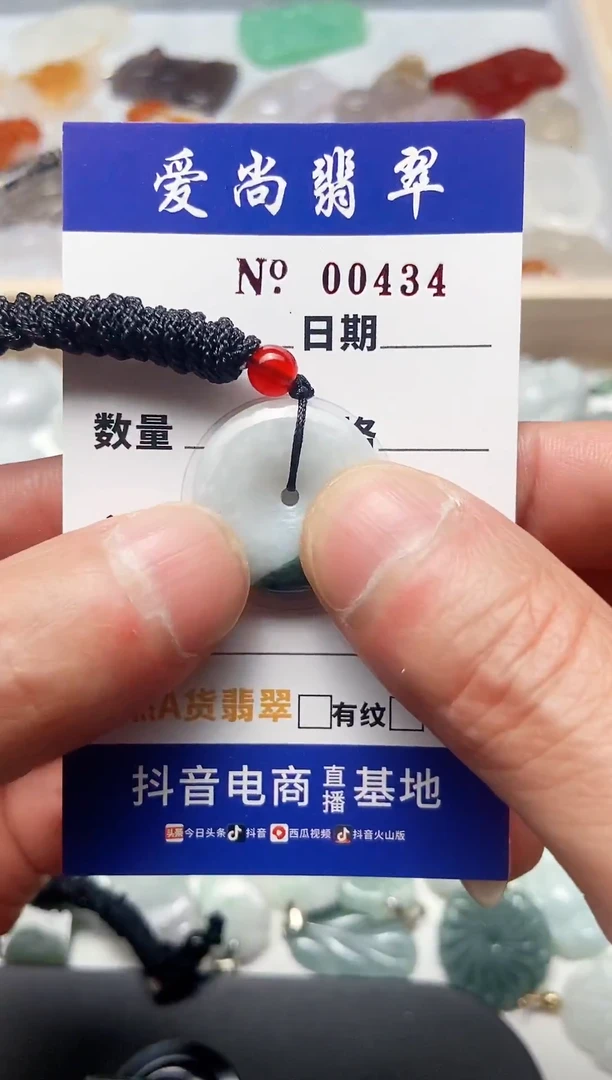 爱尚翡翠
Nº 00434
日期
数量
A货翡翠 有纹
抖音电商直播基地
头条 今日头条 抖音 西瓜视频 抖音火山版